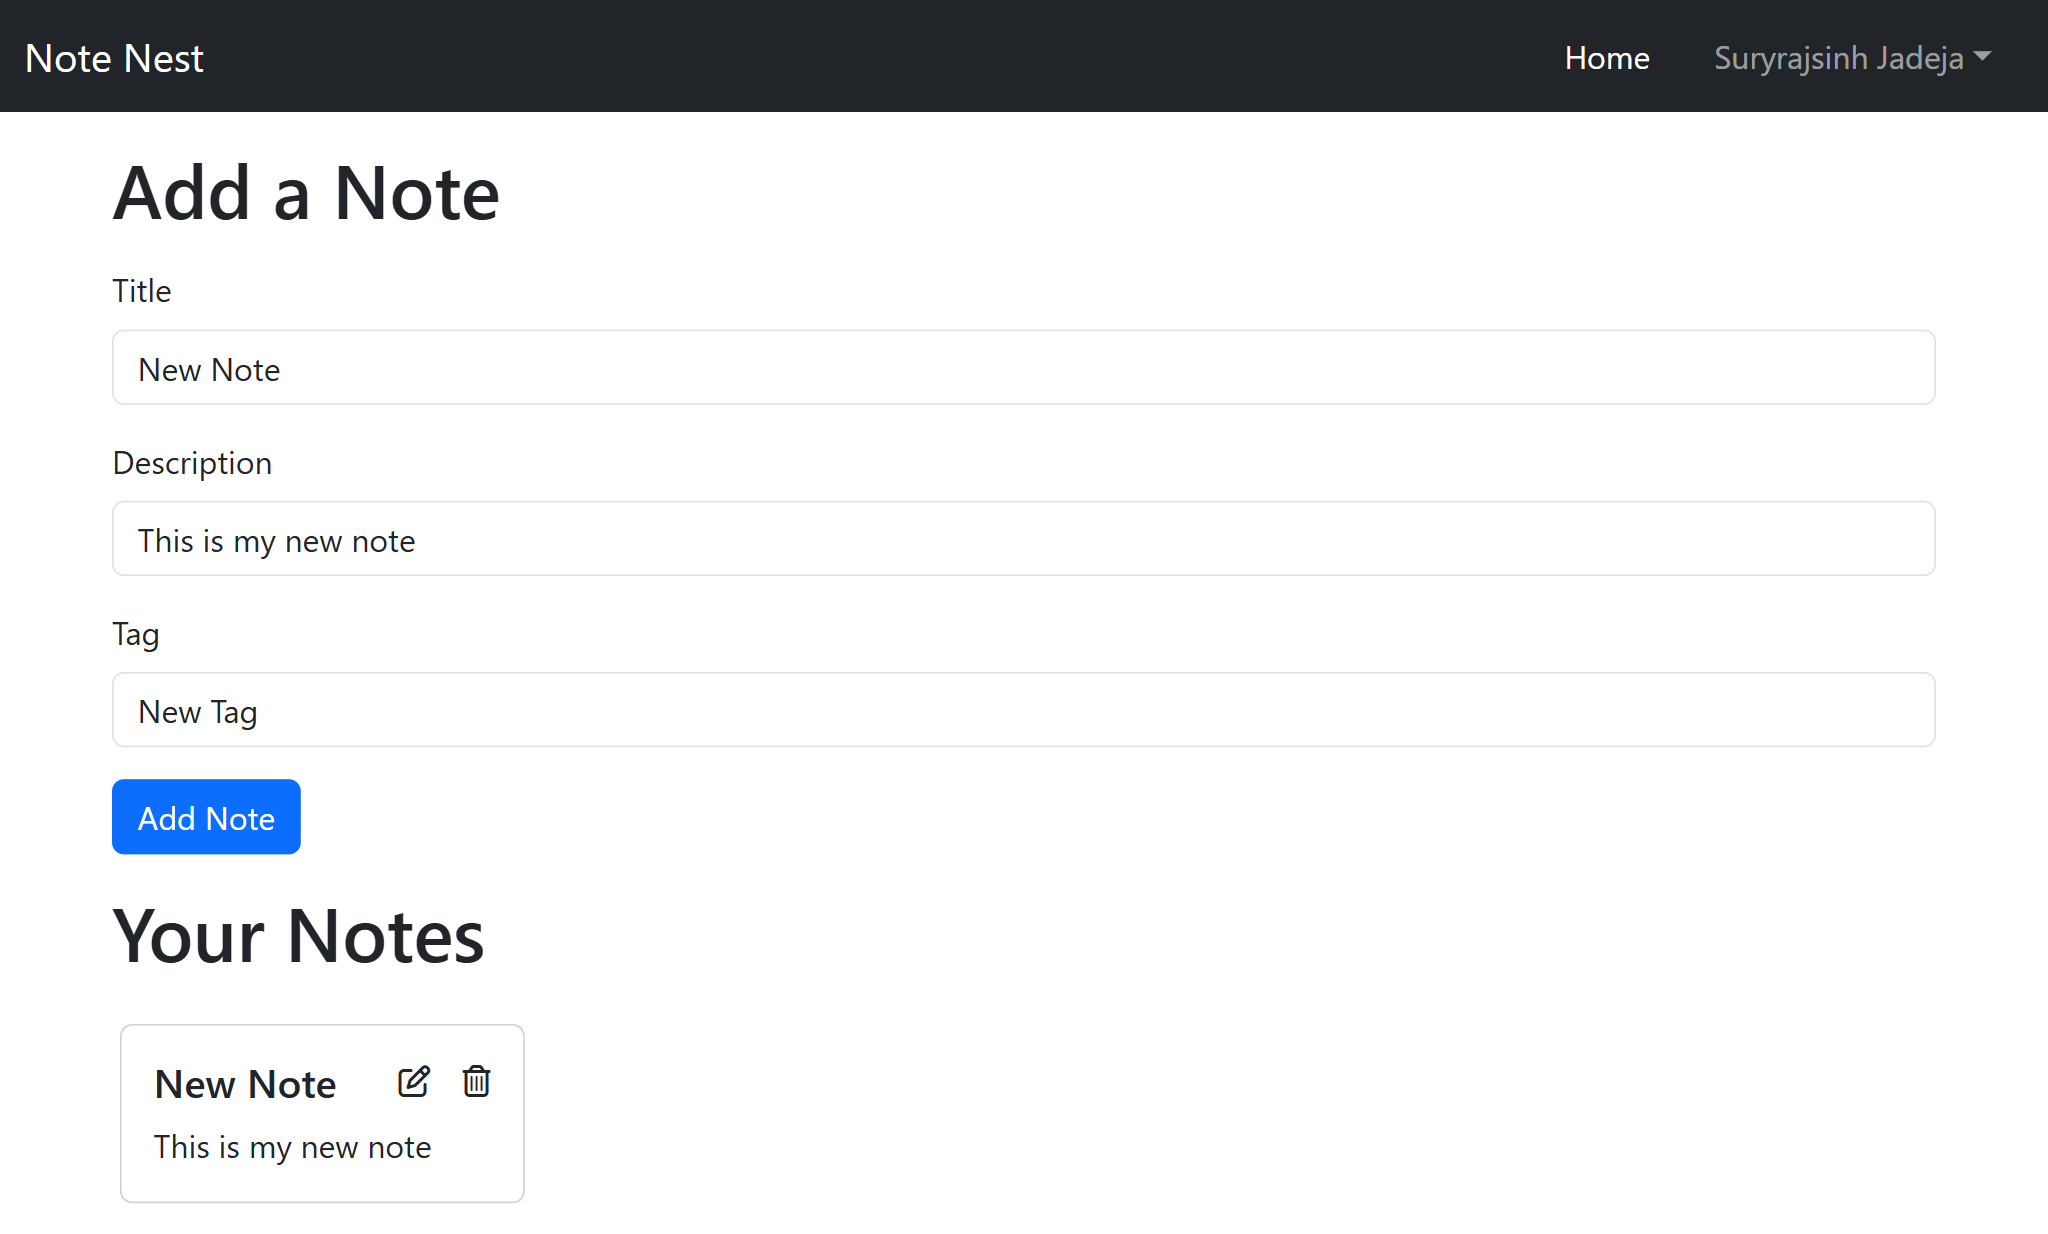 Note Nest
Home
Suryrajsinh Jadeja
Add a Note
Title
New Note
Description
This is my new note
Tag
New Tag
Add Note
Your Notes
New Note
This is my new note